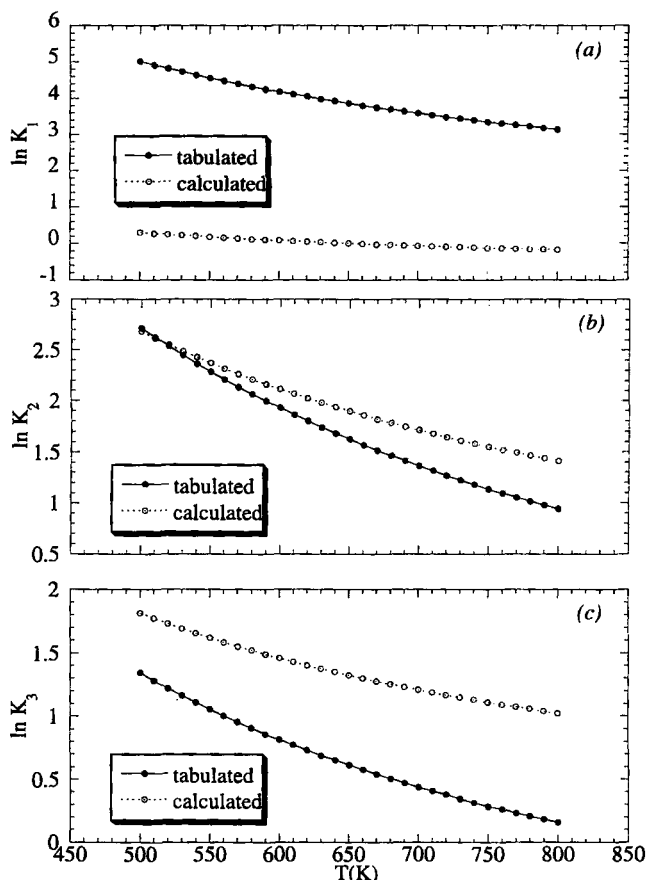 6
(a)
5
4
ln K1
3
tabulated
2
calculated
1
0
-1
3
(b)
2.5
2
ln K2
1.5
tabulated
1
calculated
0.5
2
(c)
1.5
ln K3
1
tabulated
0.5
calculated
0
450 500 550 600 650 700 750 800 850
T(K)